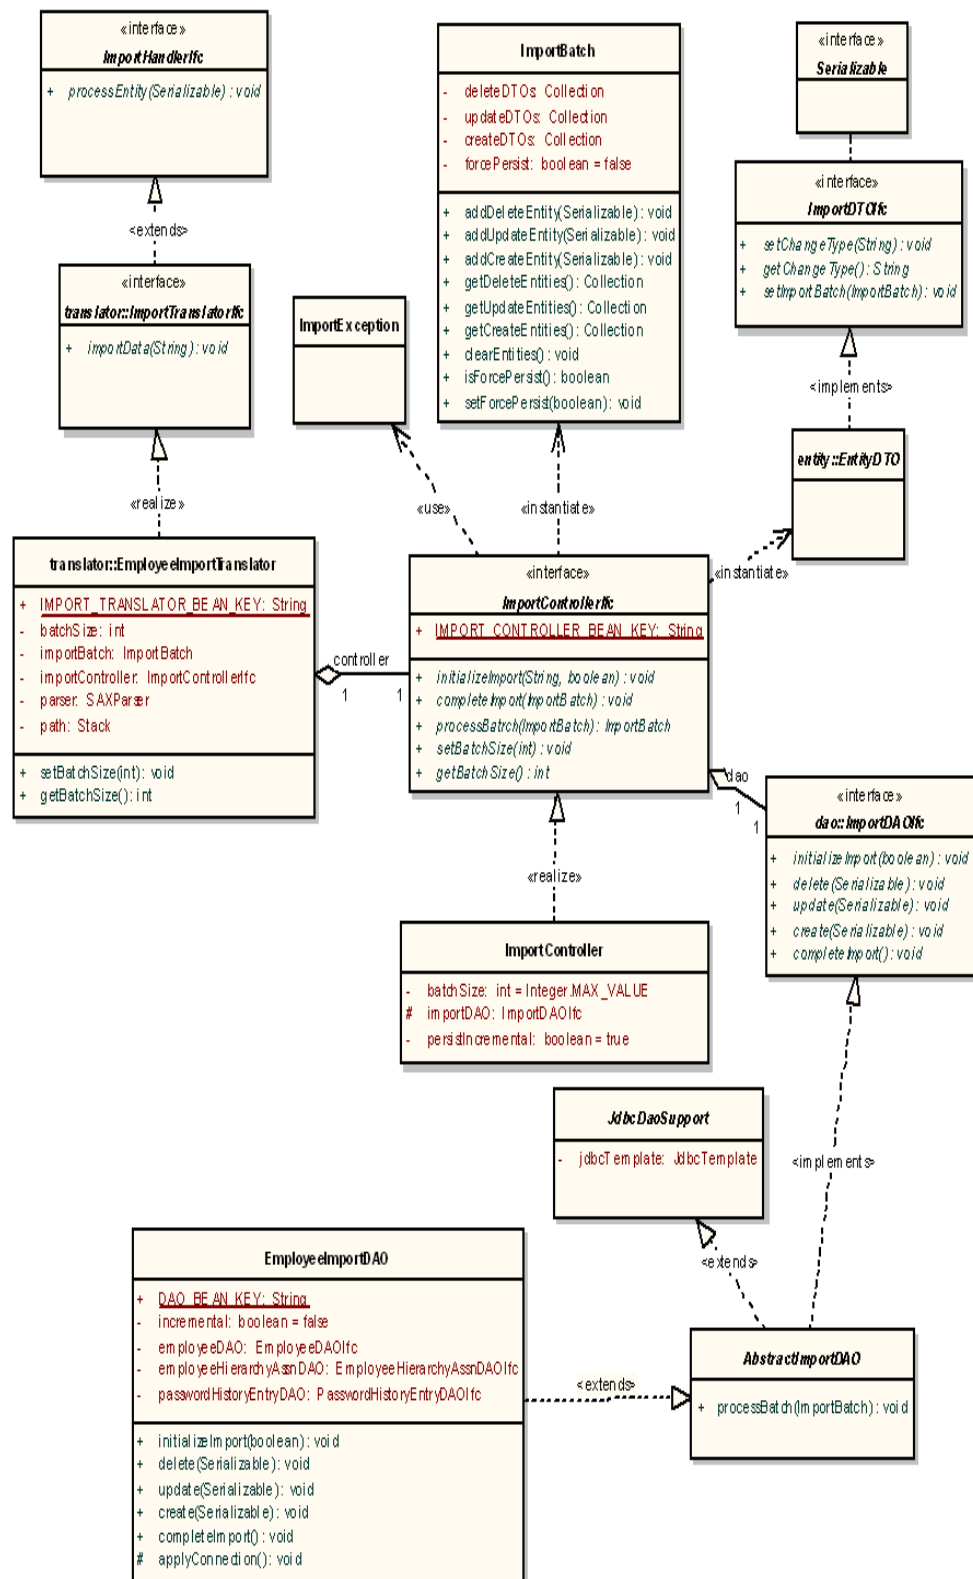 «interface»
ImportHandlerIfc
+ processEntity(Serializable) : void
«extends»
«interface»
translator::ImportTranslatorIfc
+ importData(String) : void
«realize»
translator::EmployeeImportTranslator
+ IMPORT_TRANSLATOR_BEAN_KEY: String
- batchSize: int
- importBatch: ImportBatch
- importController: ImportControllerIfc
- parser: SAXParser
- path: Stack
+ setBatchSize(int) : void
+ getBatchSize() : int
ImportBatch
- deleteDTOs: Collection
- updateDTOs: Collection
- createDTOs: Collection
- forcePersist: boolean = false
+ addDeleteEntity(Serializable) : void
+ addUpdateEntity(Serializable) : void
+ addCreateEntity(Serializable) : void
+ getDeleteEntities() : Collection
+ getUpdateEntities() : Collection
+ getCreateEntities() : Collection
+ clearEntities() : void
+ isForcePersist() : boolean
+ setForcePersist(boolean) : void
ImportException
«use»
«instantiate»
«interface»
Serializable
«interface»
ImportDTOIfc
+ setChangeType(String) : void
+ getChangeType() : String
+ setImportBatch(ImportBatch) : void
«implements»
entity::EntityDTO
«instantiate»
controller
1
1
«interface»
ImportControllerIfc
+ IMPORT_CONTROLLER_BEAN_KEY: String
+ initializeImport(String, boolean) : void
+ completeImport(ImportBatch) : void
+ processBatrch(ImportBatch) : ImportBatch
+ setBatchSize(int) : void
+ getBatchSize() : int
dao
1
1
«interface»
dao::ImportDAOIfc
+ initializeImport(boolean) : void
+ delete(Serializable) : void
+ update(Serializable) : void
+ create(Serializable) : void
+ completeImport() : void
«realize»
ImportController
- batchSize: int = Integer.MAX_VALUE
# importDAO: ImportDAOIfc
- persistIncremental: boolean = true
JdbcDaoSupport
- jdbcTemplate: JdbcTemplate
«implements»
«extends»
EmployeeImportDAO
+ DAO_BEAN_KEY: String
- incremental: boolean = false
- employeeDAO: EmployeeDAOIfc
- employeeHierarchyAssnDAO: EmployeeHierarchyAssnDAOIfc
- passwordHistoryEntryDAO: PasswordHistoryEntryDAOIfc
+ initializeImport(boolean) : void
+ delete(Serializable) : void
+ update(Serializable) : void
+ create(Serializable) : void
+ completeImport() : void
# applyConnection() : void
«extends»
AbstractImportDAO
+ processBatch(ImportBatch) : void